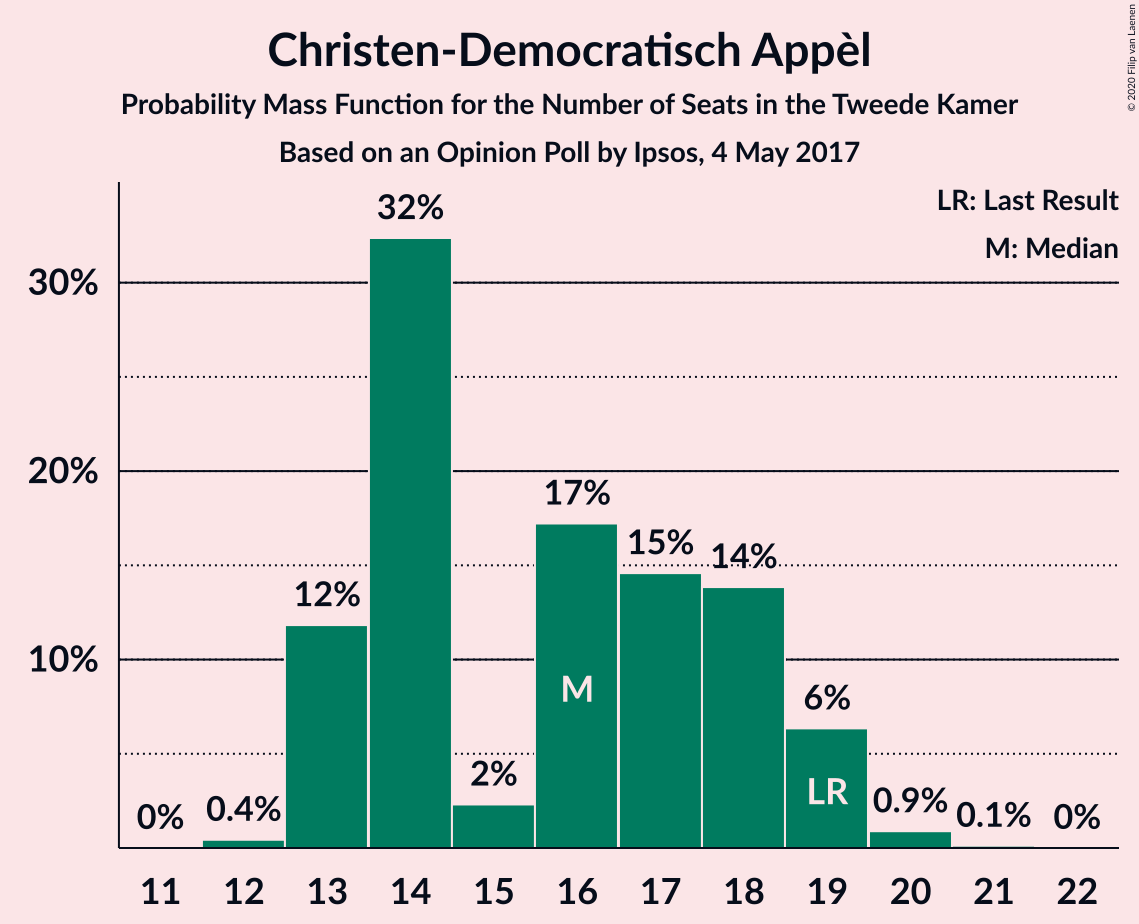 Christen-Democratisch Appèl
Probability Mass Function for the Number of Seats in the Tweede Kamer
Based on an Opinion Poll by Ipsos, 4 May 2017
© 2020 Filip van Laenen
LR: Last Result
M: Median
30%
20%
10%
0%
0.4%
12%
32%
2%
17%
15%
14%
6%
0.9%
0.1%
0%
M
LR
11 12 13 14 15 16 17 18 19 20 21 22